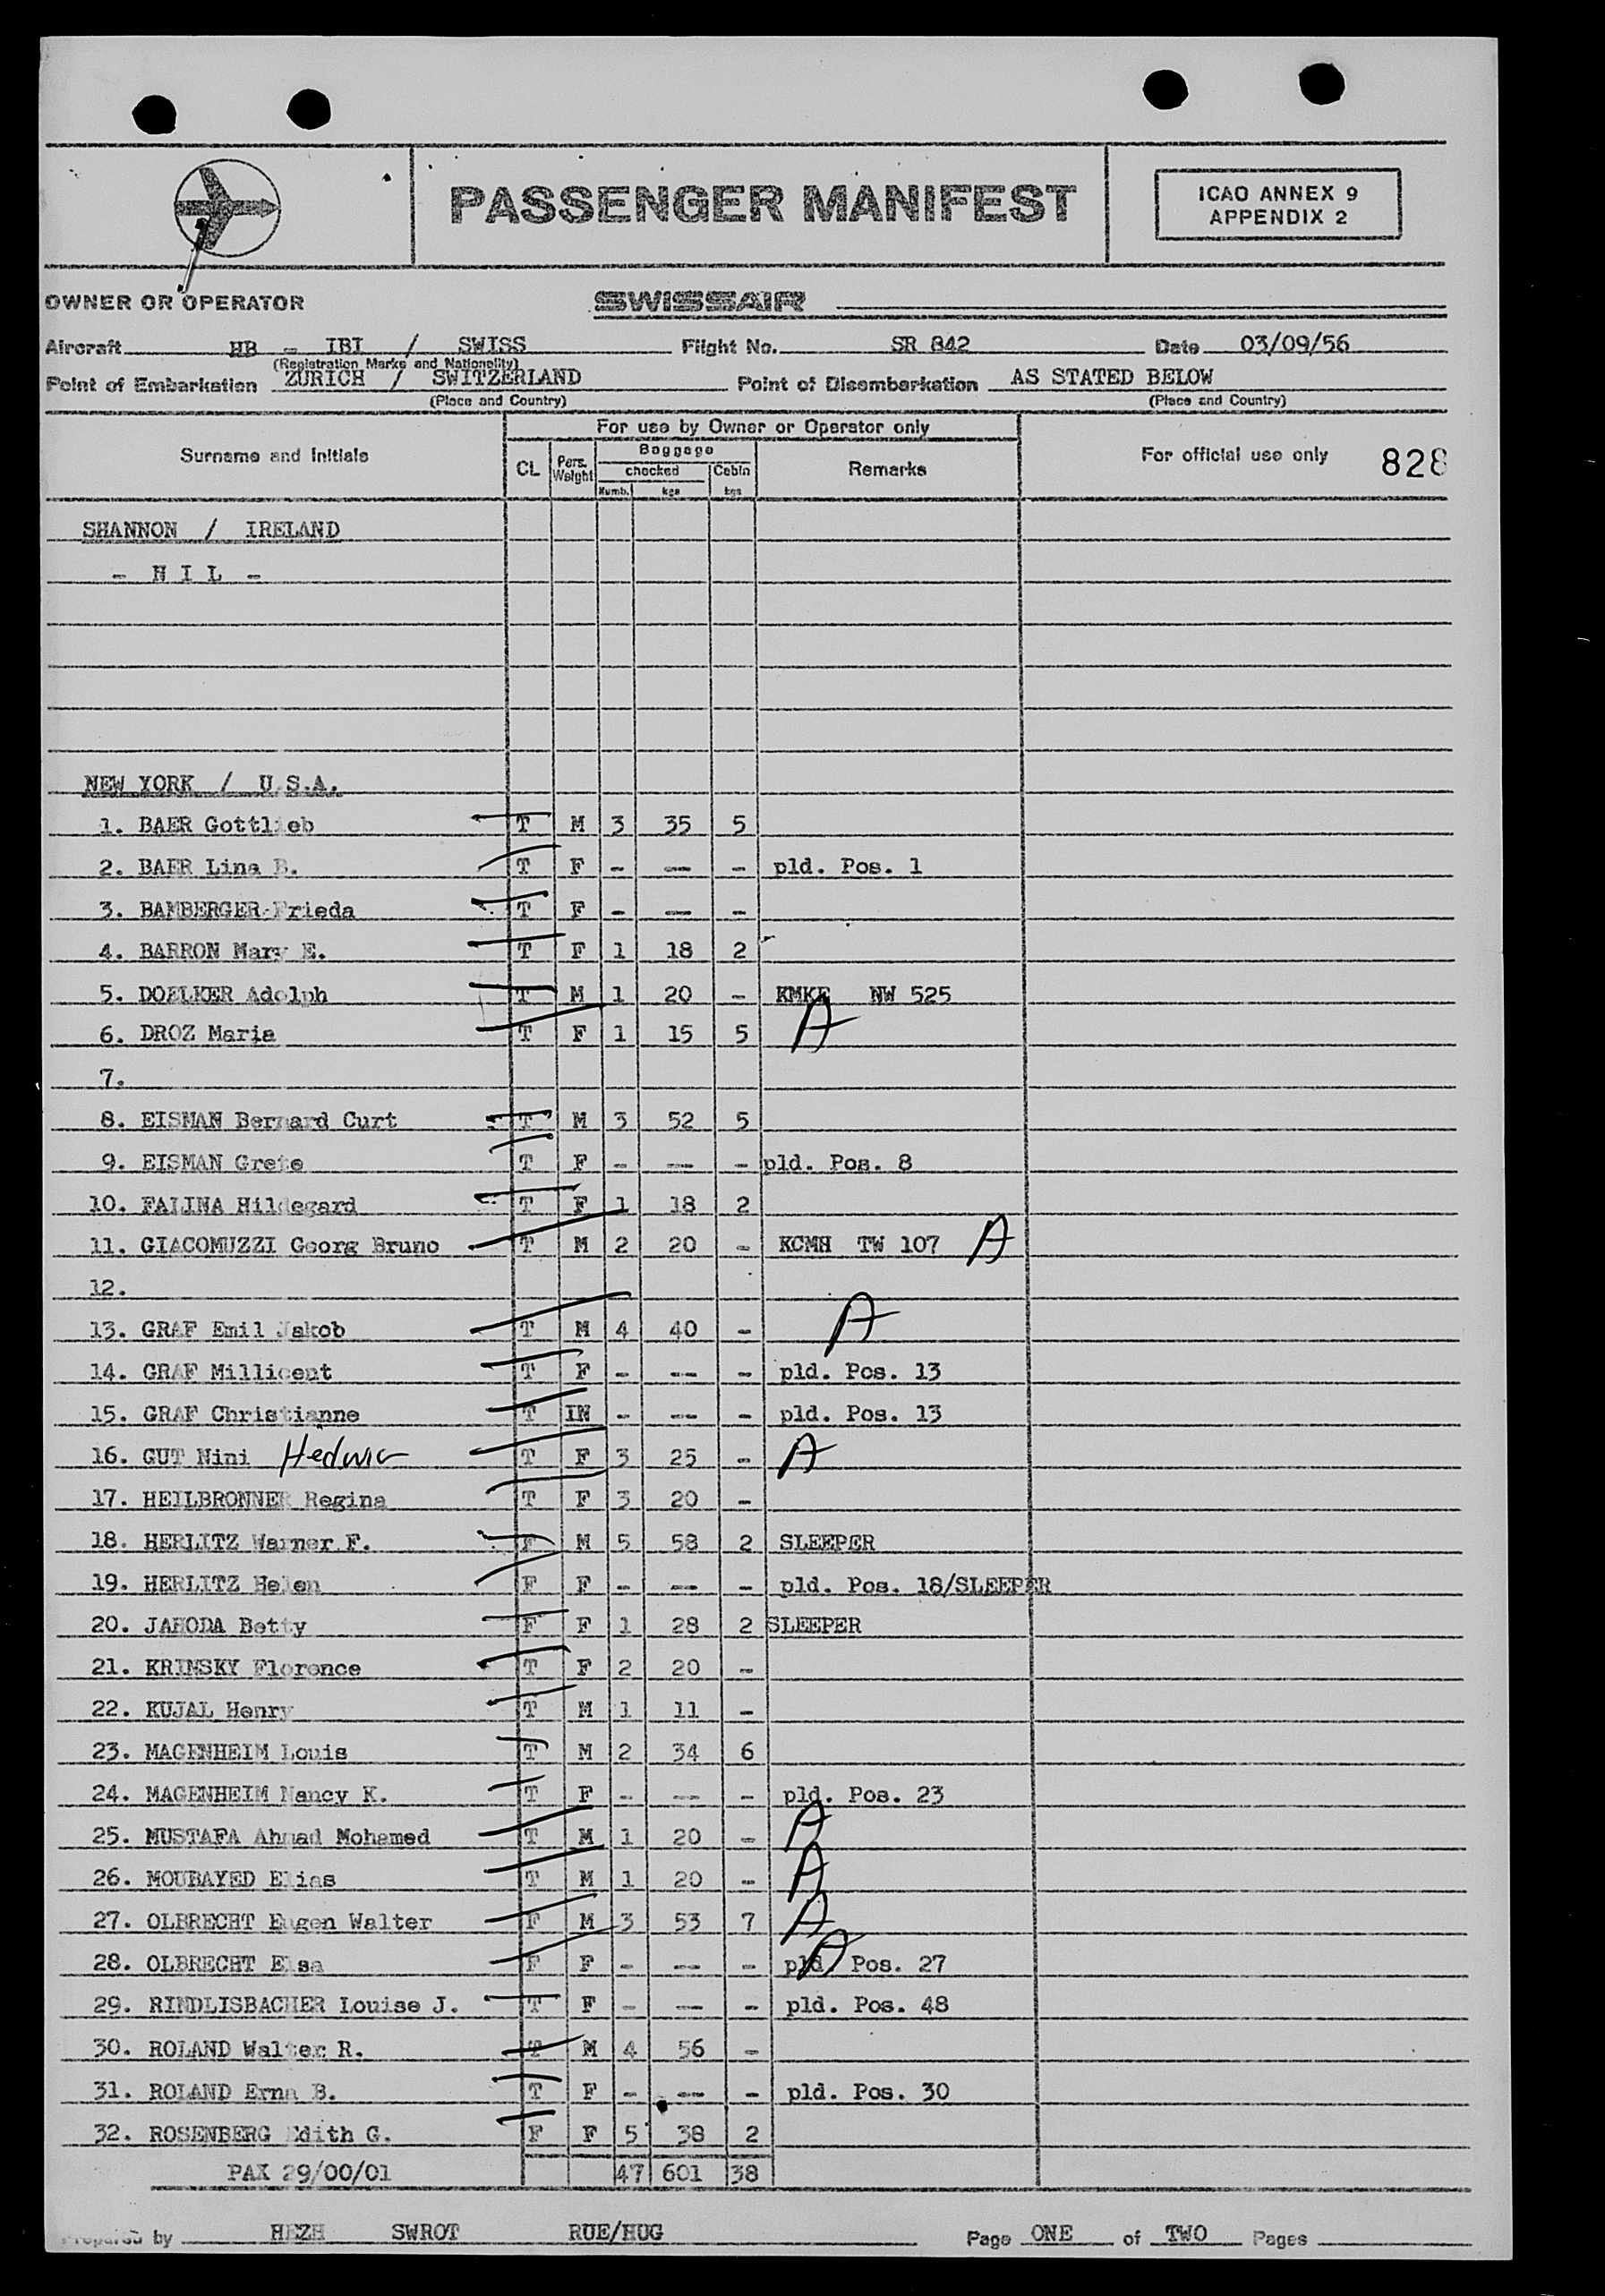 PASSENGER MANIFEST
ICAO ANNEX 9
APPENDIX 2
OWNER OR OPERATOR SWISSAIR
Aircraft HB - IBI / SWISS Flight No. SR 842 Date 03/09/56
(Registration Marks and Nationality)
Point of Embarkation ZURICH / SWITZERLAND Point of Disembarkation AS STATED BELOW
(Place and Country) (Place and Country)
For use by Owner or Operator only
Surname and Initials CL Pers. Weight Baggage checked Numb. kgs Cabin kgs Remarks For official use only 828
SHANNON / IRELAND
- N I L -
NEW YORK / U.S.A.
1. BAER Gottlieb T M 3 35 5
2. BAER Lina B. T F - -- - pld. Pos. 1
3. BAMBERGER Frieda T F - -- -
4. BARRON Mary E. T F 1 18 2
5. DOELKER Adolph T M 1 20 - KMKE NW 525
6. DROZ Maria T F 1 15 5 A
7.
8. EISMAN Bernard Curt T M 3 52 5
9. EISMAN Grete T F - -- - pld. Pos. 8
10. FALINA Hildegard T F 1 18 2
11. GIACOMUZZI Georg Bruno T M 2 20 - KCMH TW 107 A
12.
13. GRAF Emil Jakob T M 4 40 - A
14. GRAF Millicent T F - -- - pld. Pos. 13
15. GRAF Christianne T IN - -- - pld. Pos. 13
16. GUT Nini Hedwig T F 3 25 - A
17. HEILBRONNER Regina T F 3 20 -
18. HERLITZ Warner F. F M 5 58 2 SLEEPER
19. HERLITZ Helen F F - -- - pld. Pos. 18/SLEEPER
20. JAHODA Betty F F 1 28 2 SLEEPER
21. KRINSKY Florence T F 2 20 -
22. KUJAL Henry T M 1 11 -
23. MAGENHEIM Louis T M 2 34 6
24. MAGENHEIM Nancy K. T F - -- - pld. Pos. 23
25. MUSTAFA Ahmad Mohamed T M 1 20 - A
26. MOUBAYED Elias T M 1 20 - A
27. OLBRECHT Eugen Walter F M 3 53 7 A
28. OLBRECHT Elsa F F - -- - pld. Pos. 27 A
29. RINDLISBACHER Louise J. T F - -- - pld. Pos. 48
30. ROLAND Walter R. T M 4 56 -
31. ROLAND Erna B. T F - -- - pld. Pos. 30
32. ROSENBERG Edith G. F F 5 38 2
PAX 29/00/01 47 601 38
Prepared by HEZH SWROT RUE/HUG Page ONE of TWO Pages